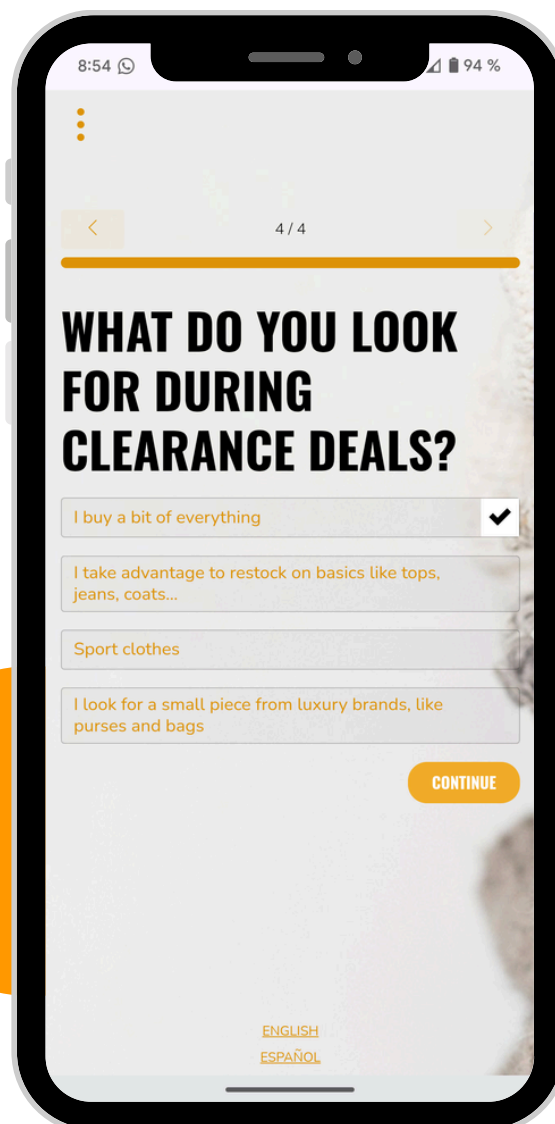 8:54 94 %
4 / 4
WHAT DO YOU LOOK
FOR DURING
CLEARANCE DEALS?
I buy a bit of everything
I take advantage to restock on basics like tops,
jeans, coats...
Sport clothes
I look for a small piece from luxury brands, like
purses and bags
CONTINUE
ENGLISH
ESPAÑOL